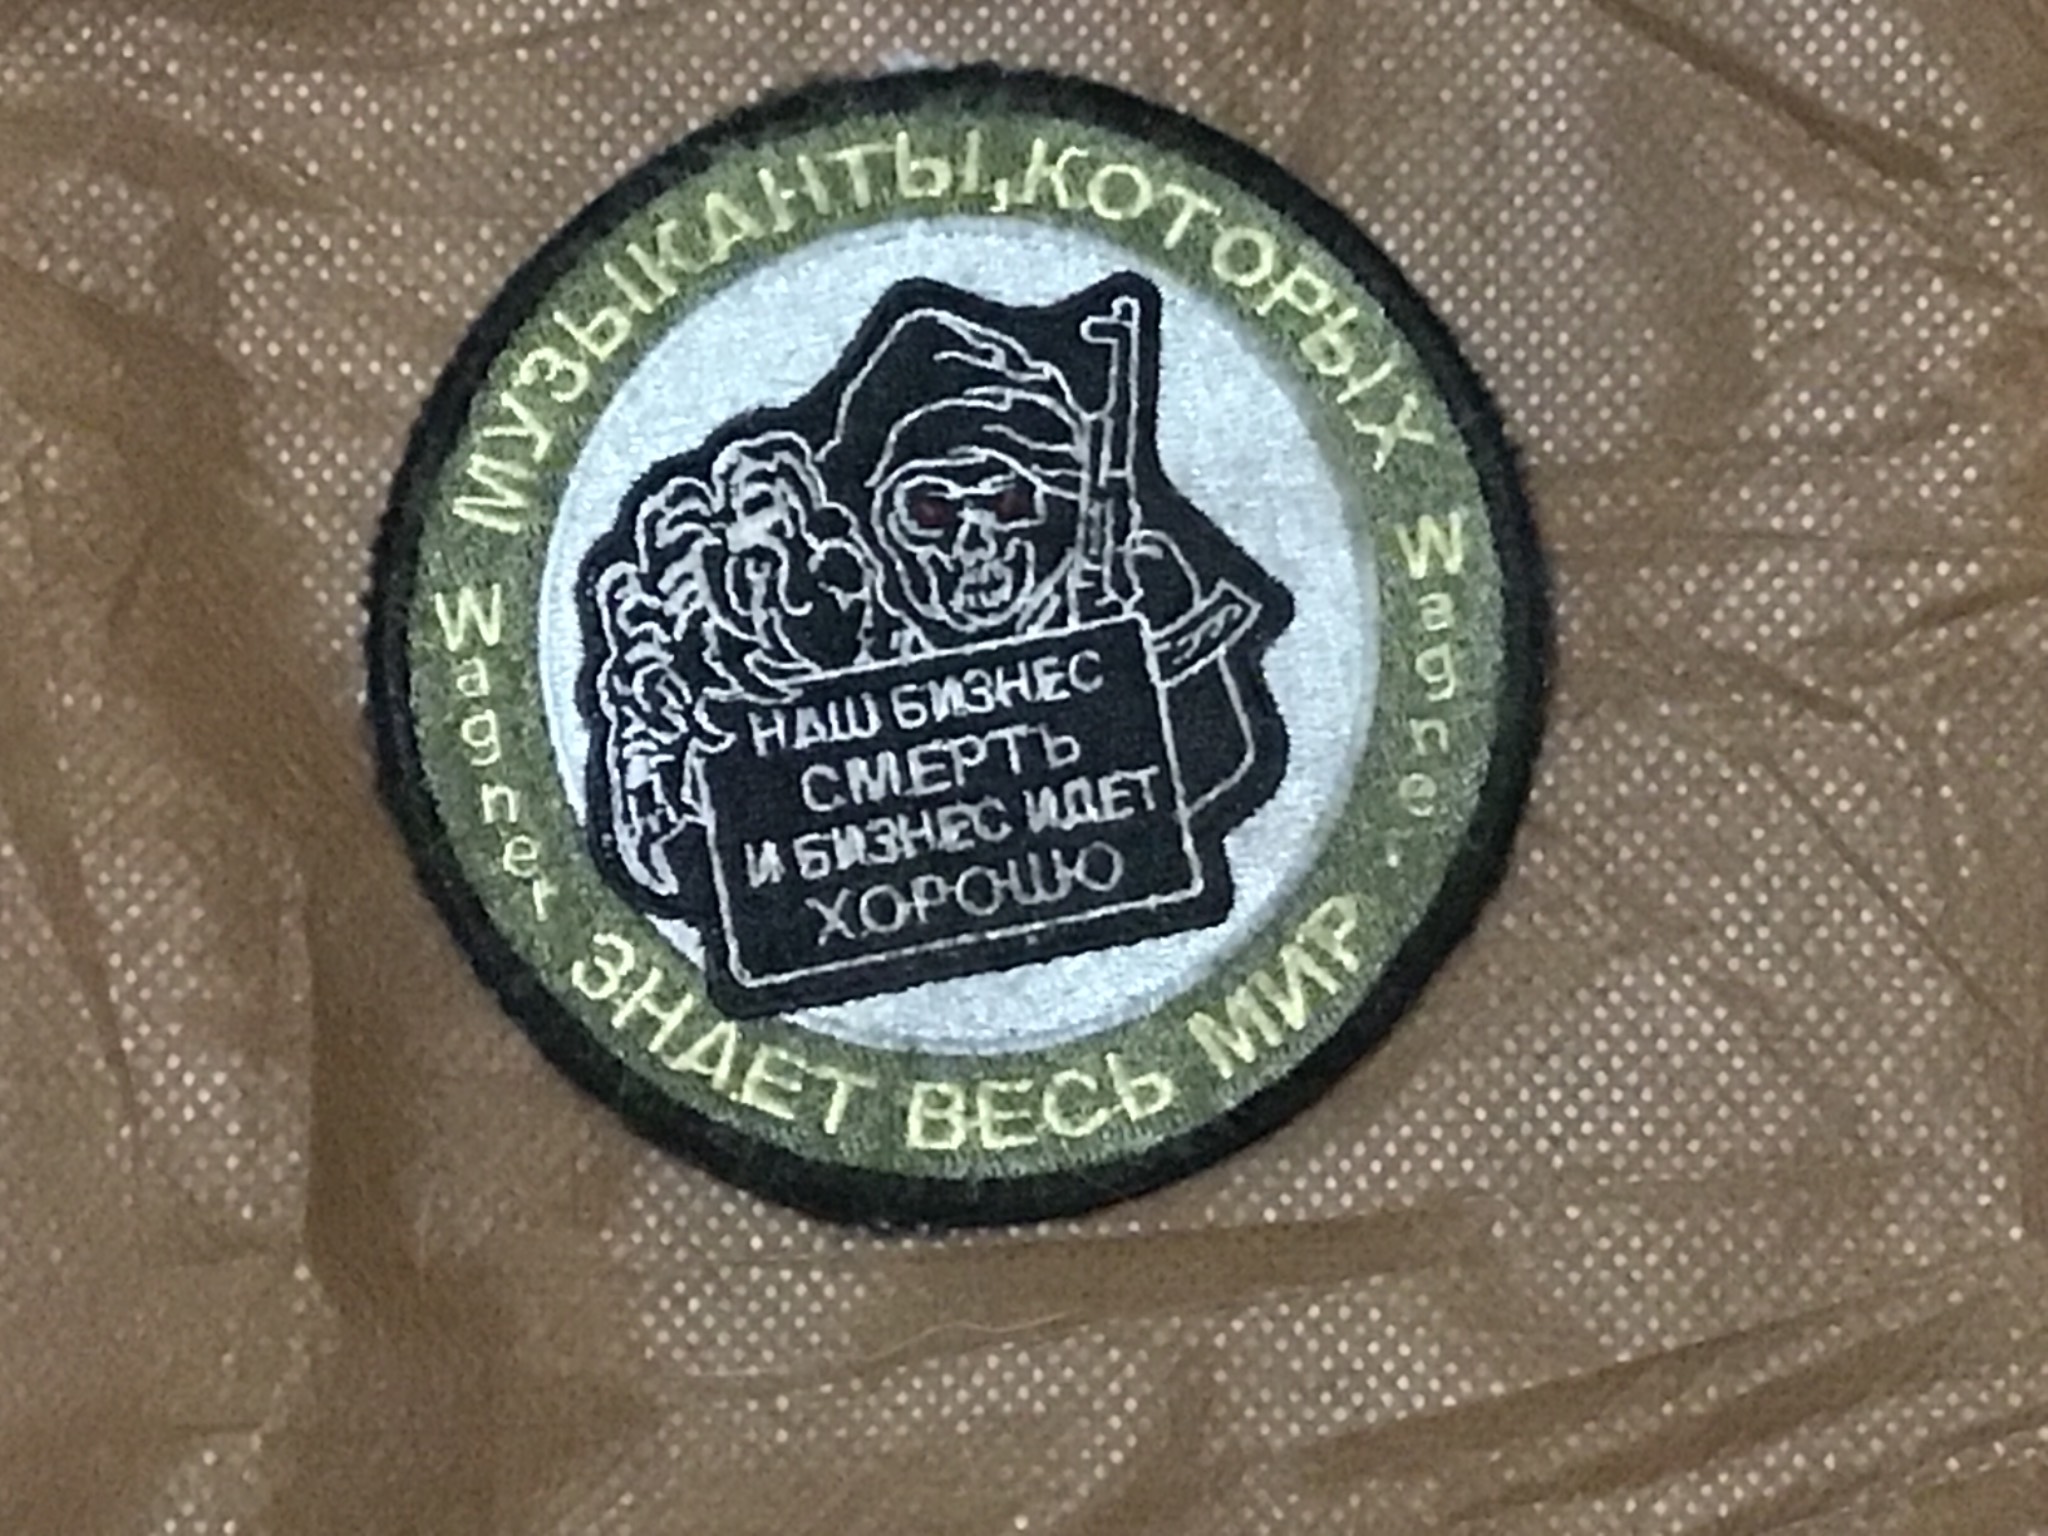 МУЗЫКАНТЫ, КОТОРЫХ
Wagner
Wagner
НАШ БИЗНЕС
СМЕРТЬ
И БИЗНЕС ИДЕТ
ХОРОШО
ЗНАЕТ ВЕСЬ МИР